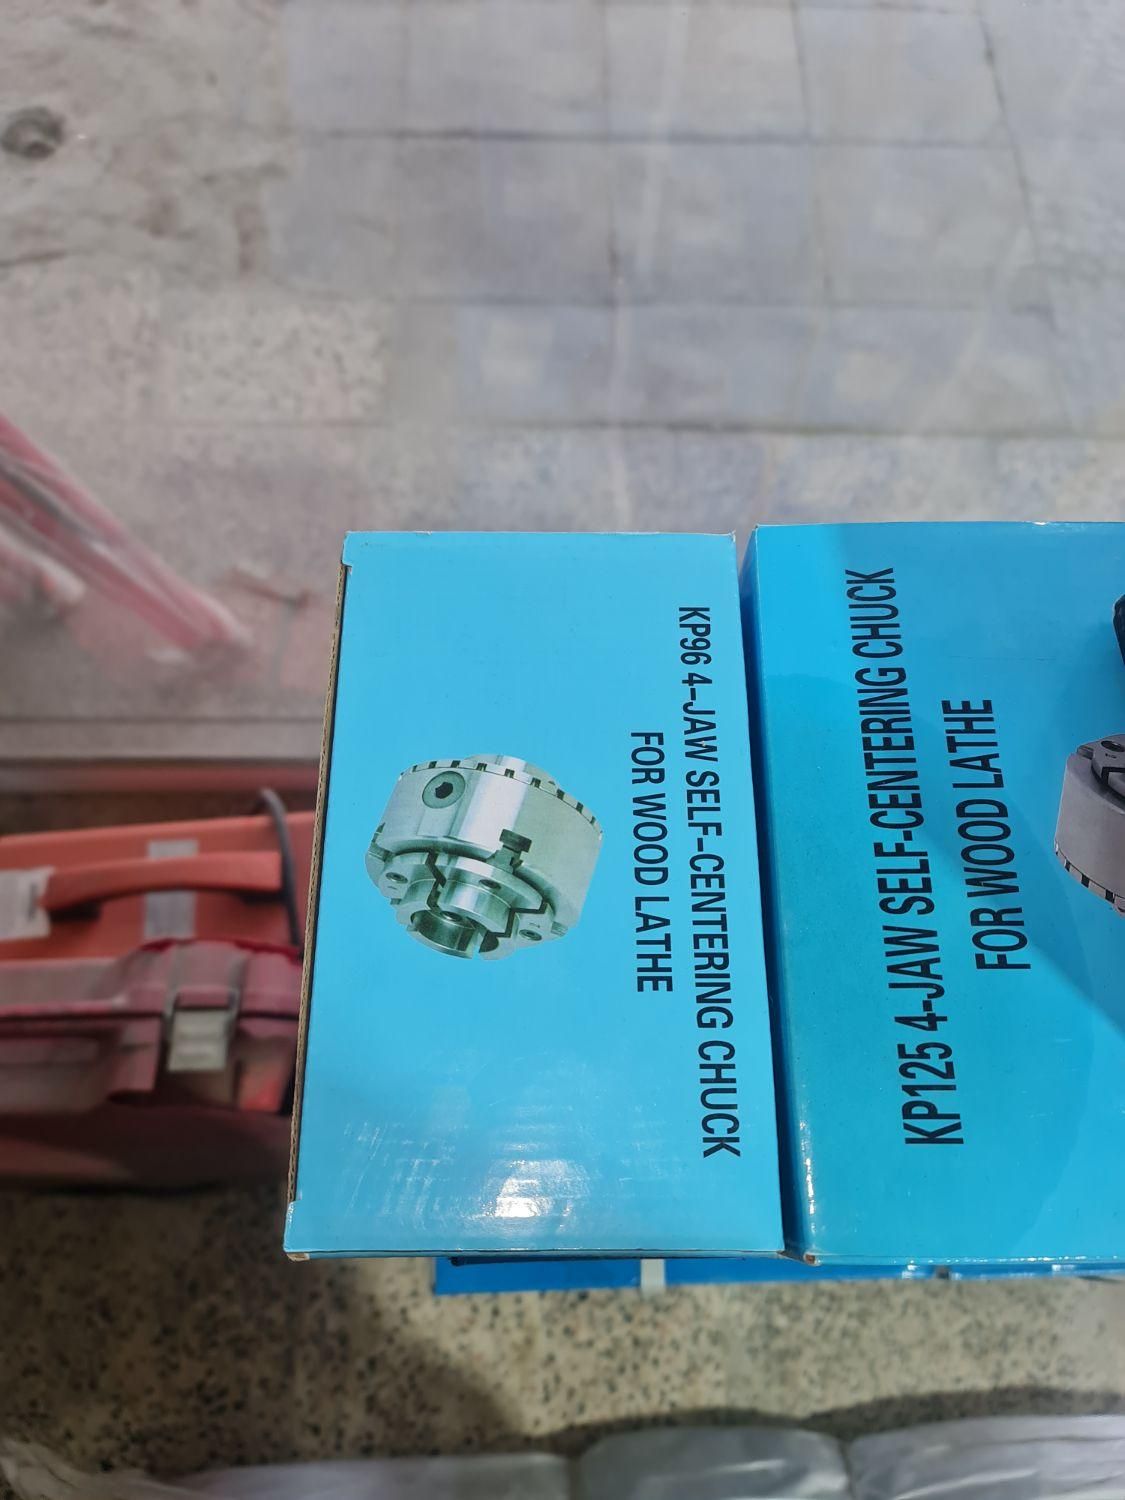 KP96 4-JAW SELF-CENTERING CHUCK
FOR WOOD LATHE
KP125 4-JAW SELF-CENTERING CHUCK
FOR WOOD LATHE